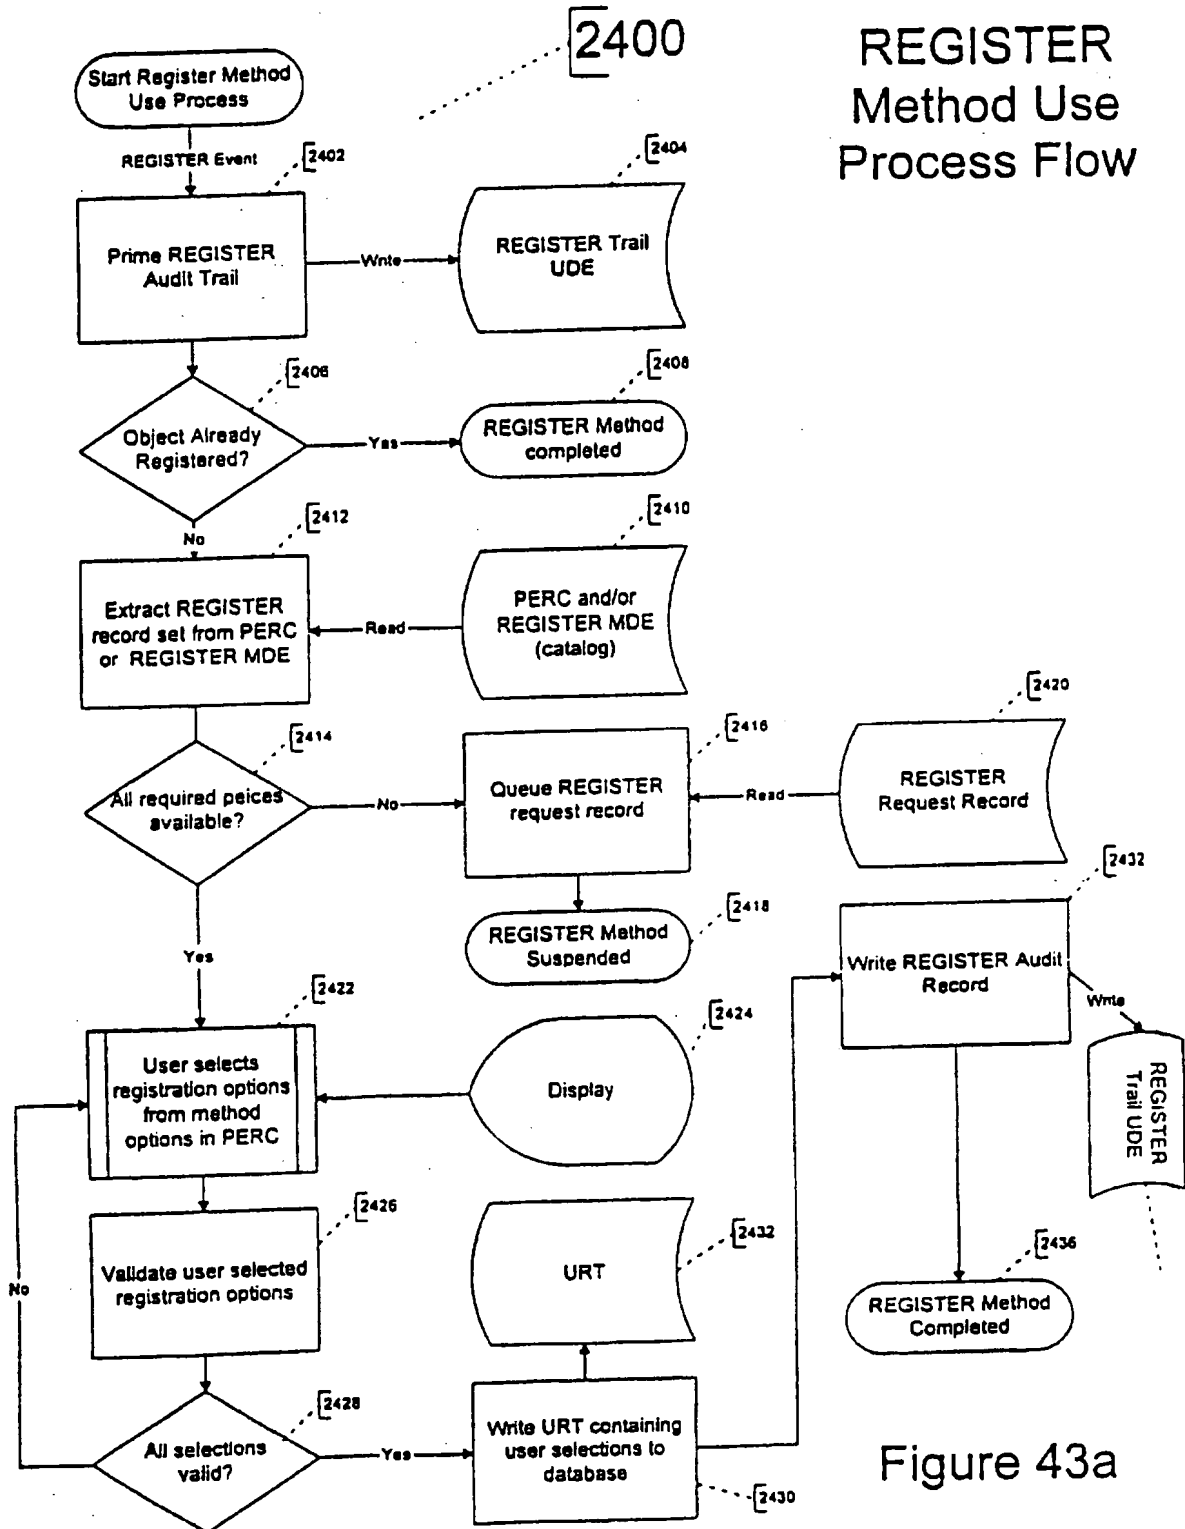 2400
REGISTER
Method Use
Process Flow
Start Register Method
Use Process
REGISTER Event
2402
Prime REGISTER
Audit Trail
Write
2404
REGISTER Trail
UDE
2406
Object Already
Registered?
Yes
2408
REGISTER Method
completed
No
2412
Extract REGISTER
record set from PERC
or REGISTER MDE
Read
2410
PERC and/or
REGISTER MDE
(catalog)
2414
All required peices
available?
No
2416
Queue REGISTER
request record
Read
2420
REGISTER
Request Record
2418
REGISTER Method
Suspended
Yes
2422
User selects
registration options
from method
options in PERC
2424
Display
2426
Validate user selected
registration options
No
2428
All selections
valid?
Yes
2432
URT
Write URT containing
user selections to
database
2430
2432
Write REGISTER Audit
Record
Write
REGISTER
Trail UDE
2436
REGISTER Method
Completed
Figure 43a